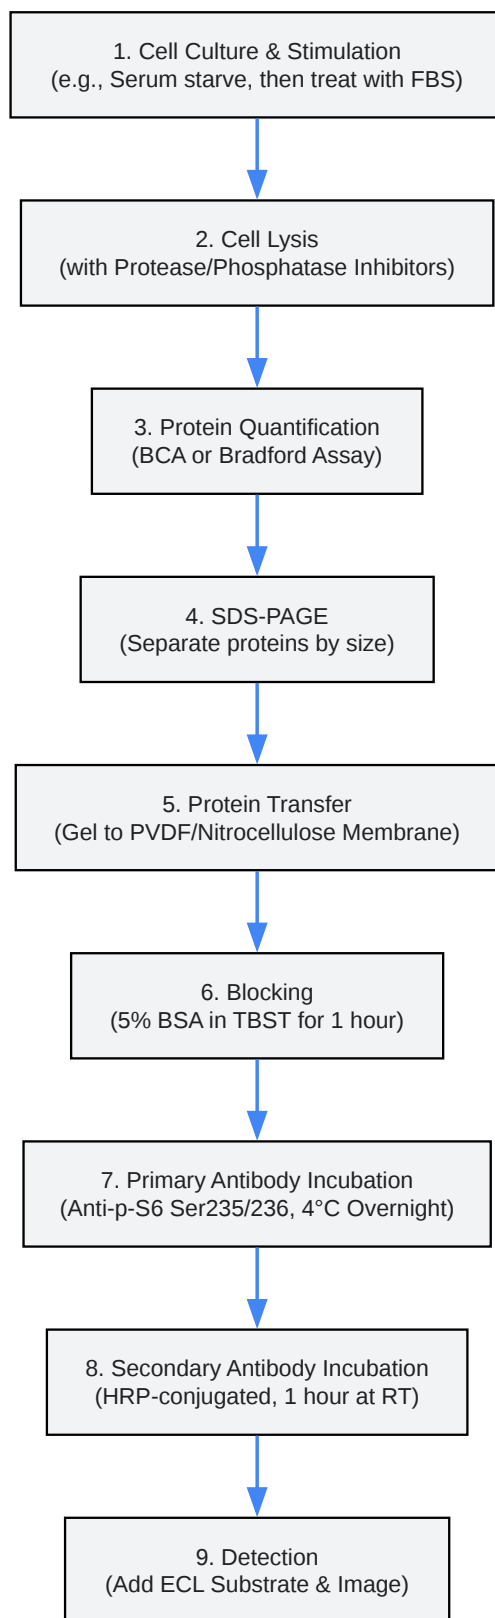 1. Cell Culture & Stimulation
(e.g., Serum starve, then treat with FBS)
2. Cell Lysis
(with Protease/Phosphatase Inhibitors)
3. Protein Quantification
(BCA or Bradford Assay)
4. SDS-PAGE
(Separate proteins by size)
5. Protein Transfer
(Gel to PVDF/Nitrocellulose Membrane)
6. Blocking
(5% BSA in TBST for 1 hour)
7. Primary Antibody Incubation
(Anti-p-S6 Ser235/236, 4°C Overnight)
8. Secondary Antibody Incubation
(HRP-conjugated, 1 hour at RT)
9. Detection
(Add ECL Substrate & Image)